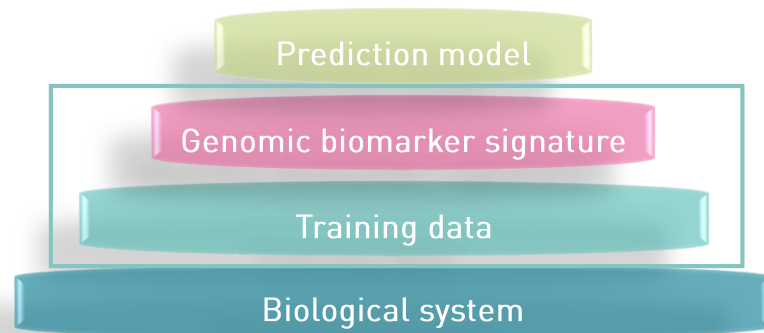 Prediction model
Genomic biomarker signature
Training data
Biological system